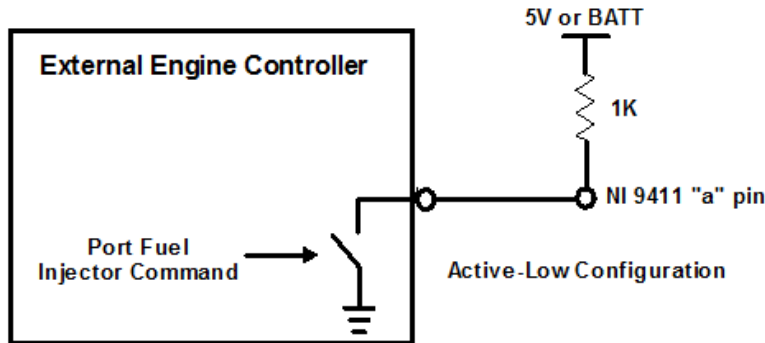 5V or BATT
External Engine Controller
1K
NI 9411 "a" pin
Port Fuel
Injector Command
Active-Low Configuration